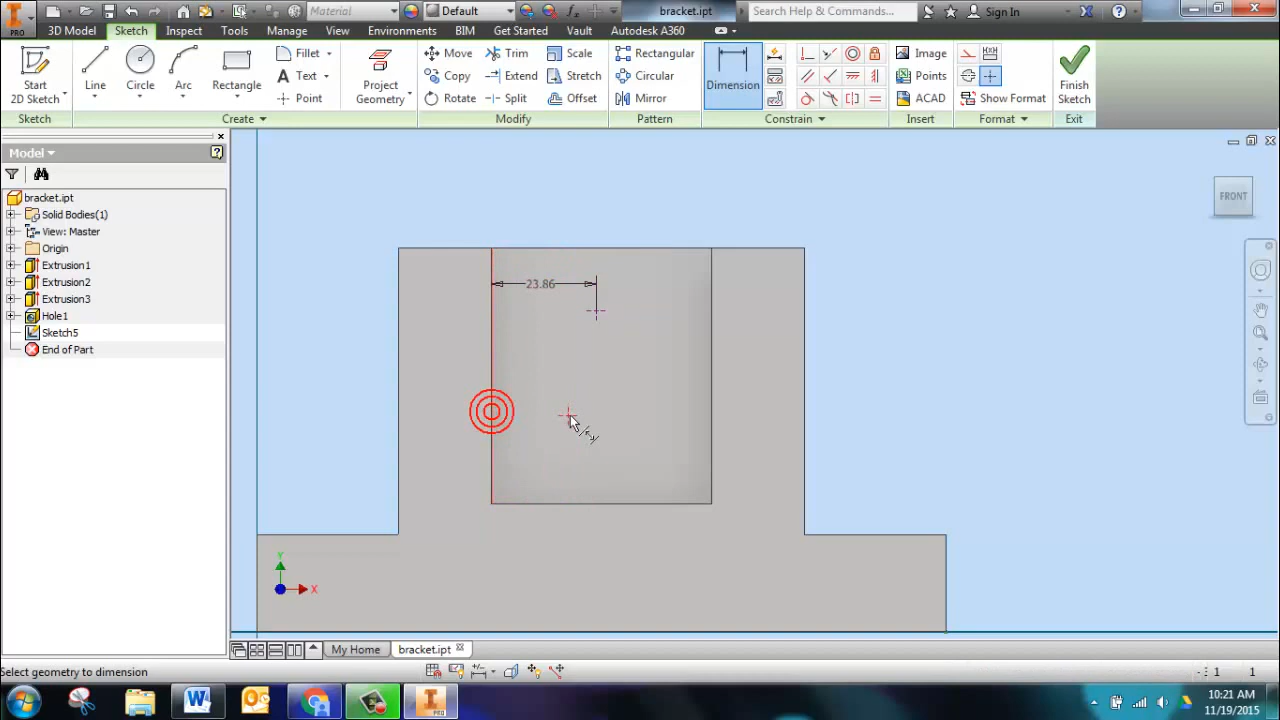 Material
Default
bracket.ipt
Search Help & Commands...
Sign In
PRO
3D Model
Sketch
Inspect
Tools
Manage
View
Environments
BIM
Get Started
Vault
Autodesk A360
Start
2D Sketch
Line
Circle
Arc
Rectangle
Fillet
Text
Point
Project
Geometry
Move
Copy
Rotate
Trim
Extend
Split
Scale
Stretch
Offset
Rectangular
Circular
Mirror
Dimension
Image
Points
ACAD
Show Format
Finish
Sketch
Sketch
Create
Modify
Pattern
Constrain
Insert
Format
Exit
Model
bracket.ipt
Solid Bodies(1)
View: Master
Origin
Extrusion1
Extrusion2
Extrusion3
Hole1
Sketch5
End of Part
FRONT
23.86
Y
X
My Home
bracket.ipt
Select geometry to dimension
1
1
10:21 AM
11/19/2015